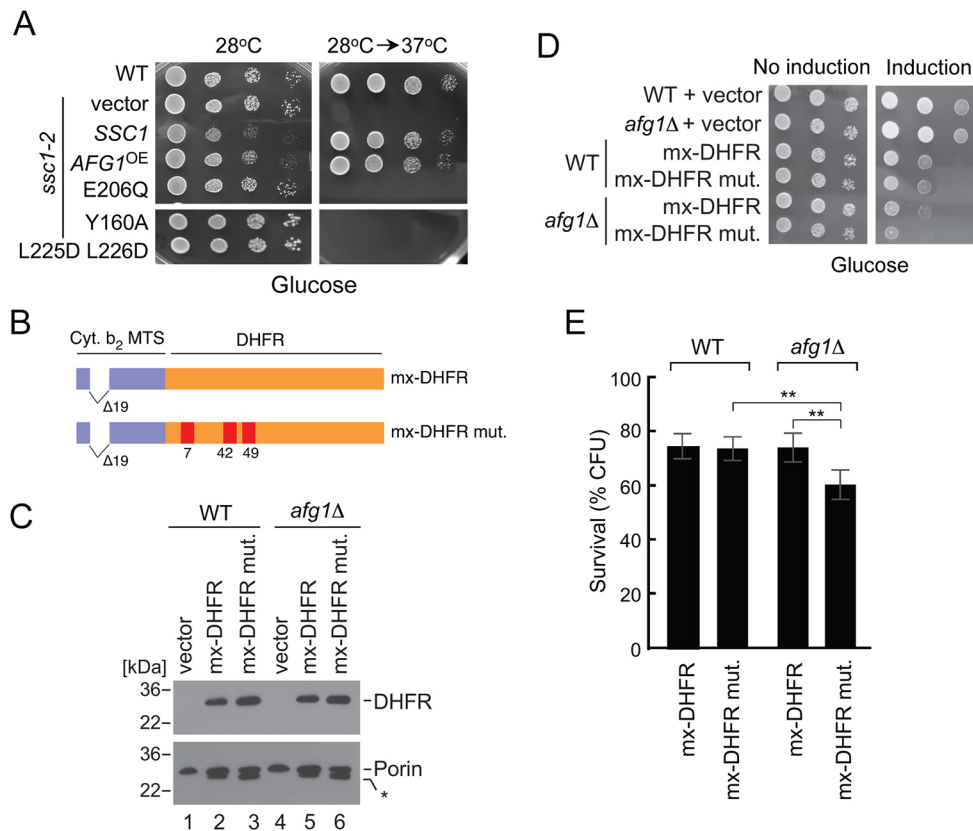 A
28°C
28°C→37°C
WT
vector
SSC1
AFG1OE
E206Q
Y160A
L225D L226D
ssc1-2
Glucose
B
Cyt. b2 MTS
DHFR
mx-DHFR
Δ19
mx-DHFR mut.
Δ19
7 42 49
C
WT
afg1Δ
vector
mx-DHFR
mx-DHFR mut.
vector
mx-DHFR
mx-DHFR mut.
[kDa]
36
22
DHFR
36
22
Porin
*
1 2 3 4 5 6
D
No induction
Induction
WT + vector
afg1Δ + vector
WT
mx-DHFR
mx-DHFR mut.
afg1Δ
mx-DHFR
mx-DHFR mut.
Glucose
E
WT
afg1Δ
100
80
60
40
20
0
Survival (% CFU)
**
**
mx-DHFR
mx-DHFR mut.
mx-DHFR
mx-DHFR mut.